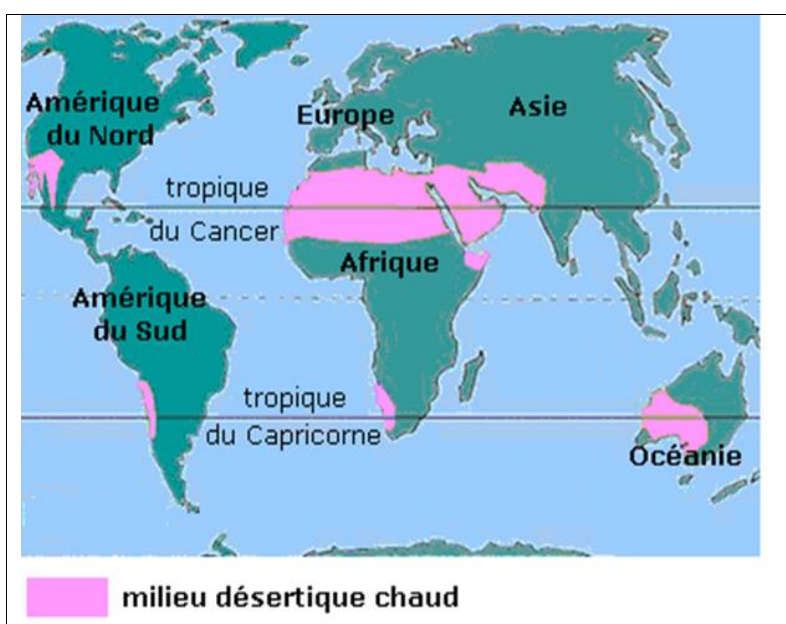 Amérique
du Nord
Europe
Asie
tropique
du Cancer
Afrique
Amérique
du Sud
tropique
du Capricorne
Océanie
milieu désertique chaud